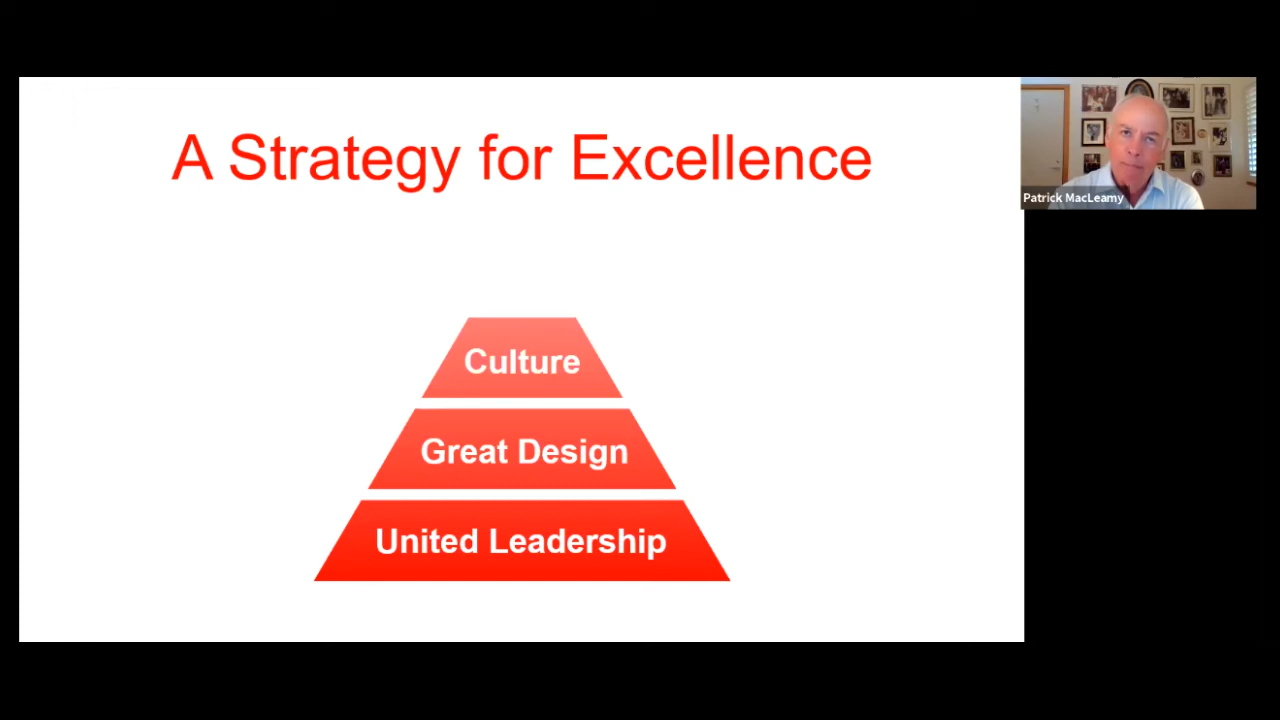 A Strategy for Excellence
Patrick MacLeamy
Culture
Great Design
United Leadership